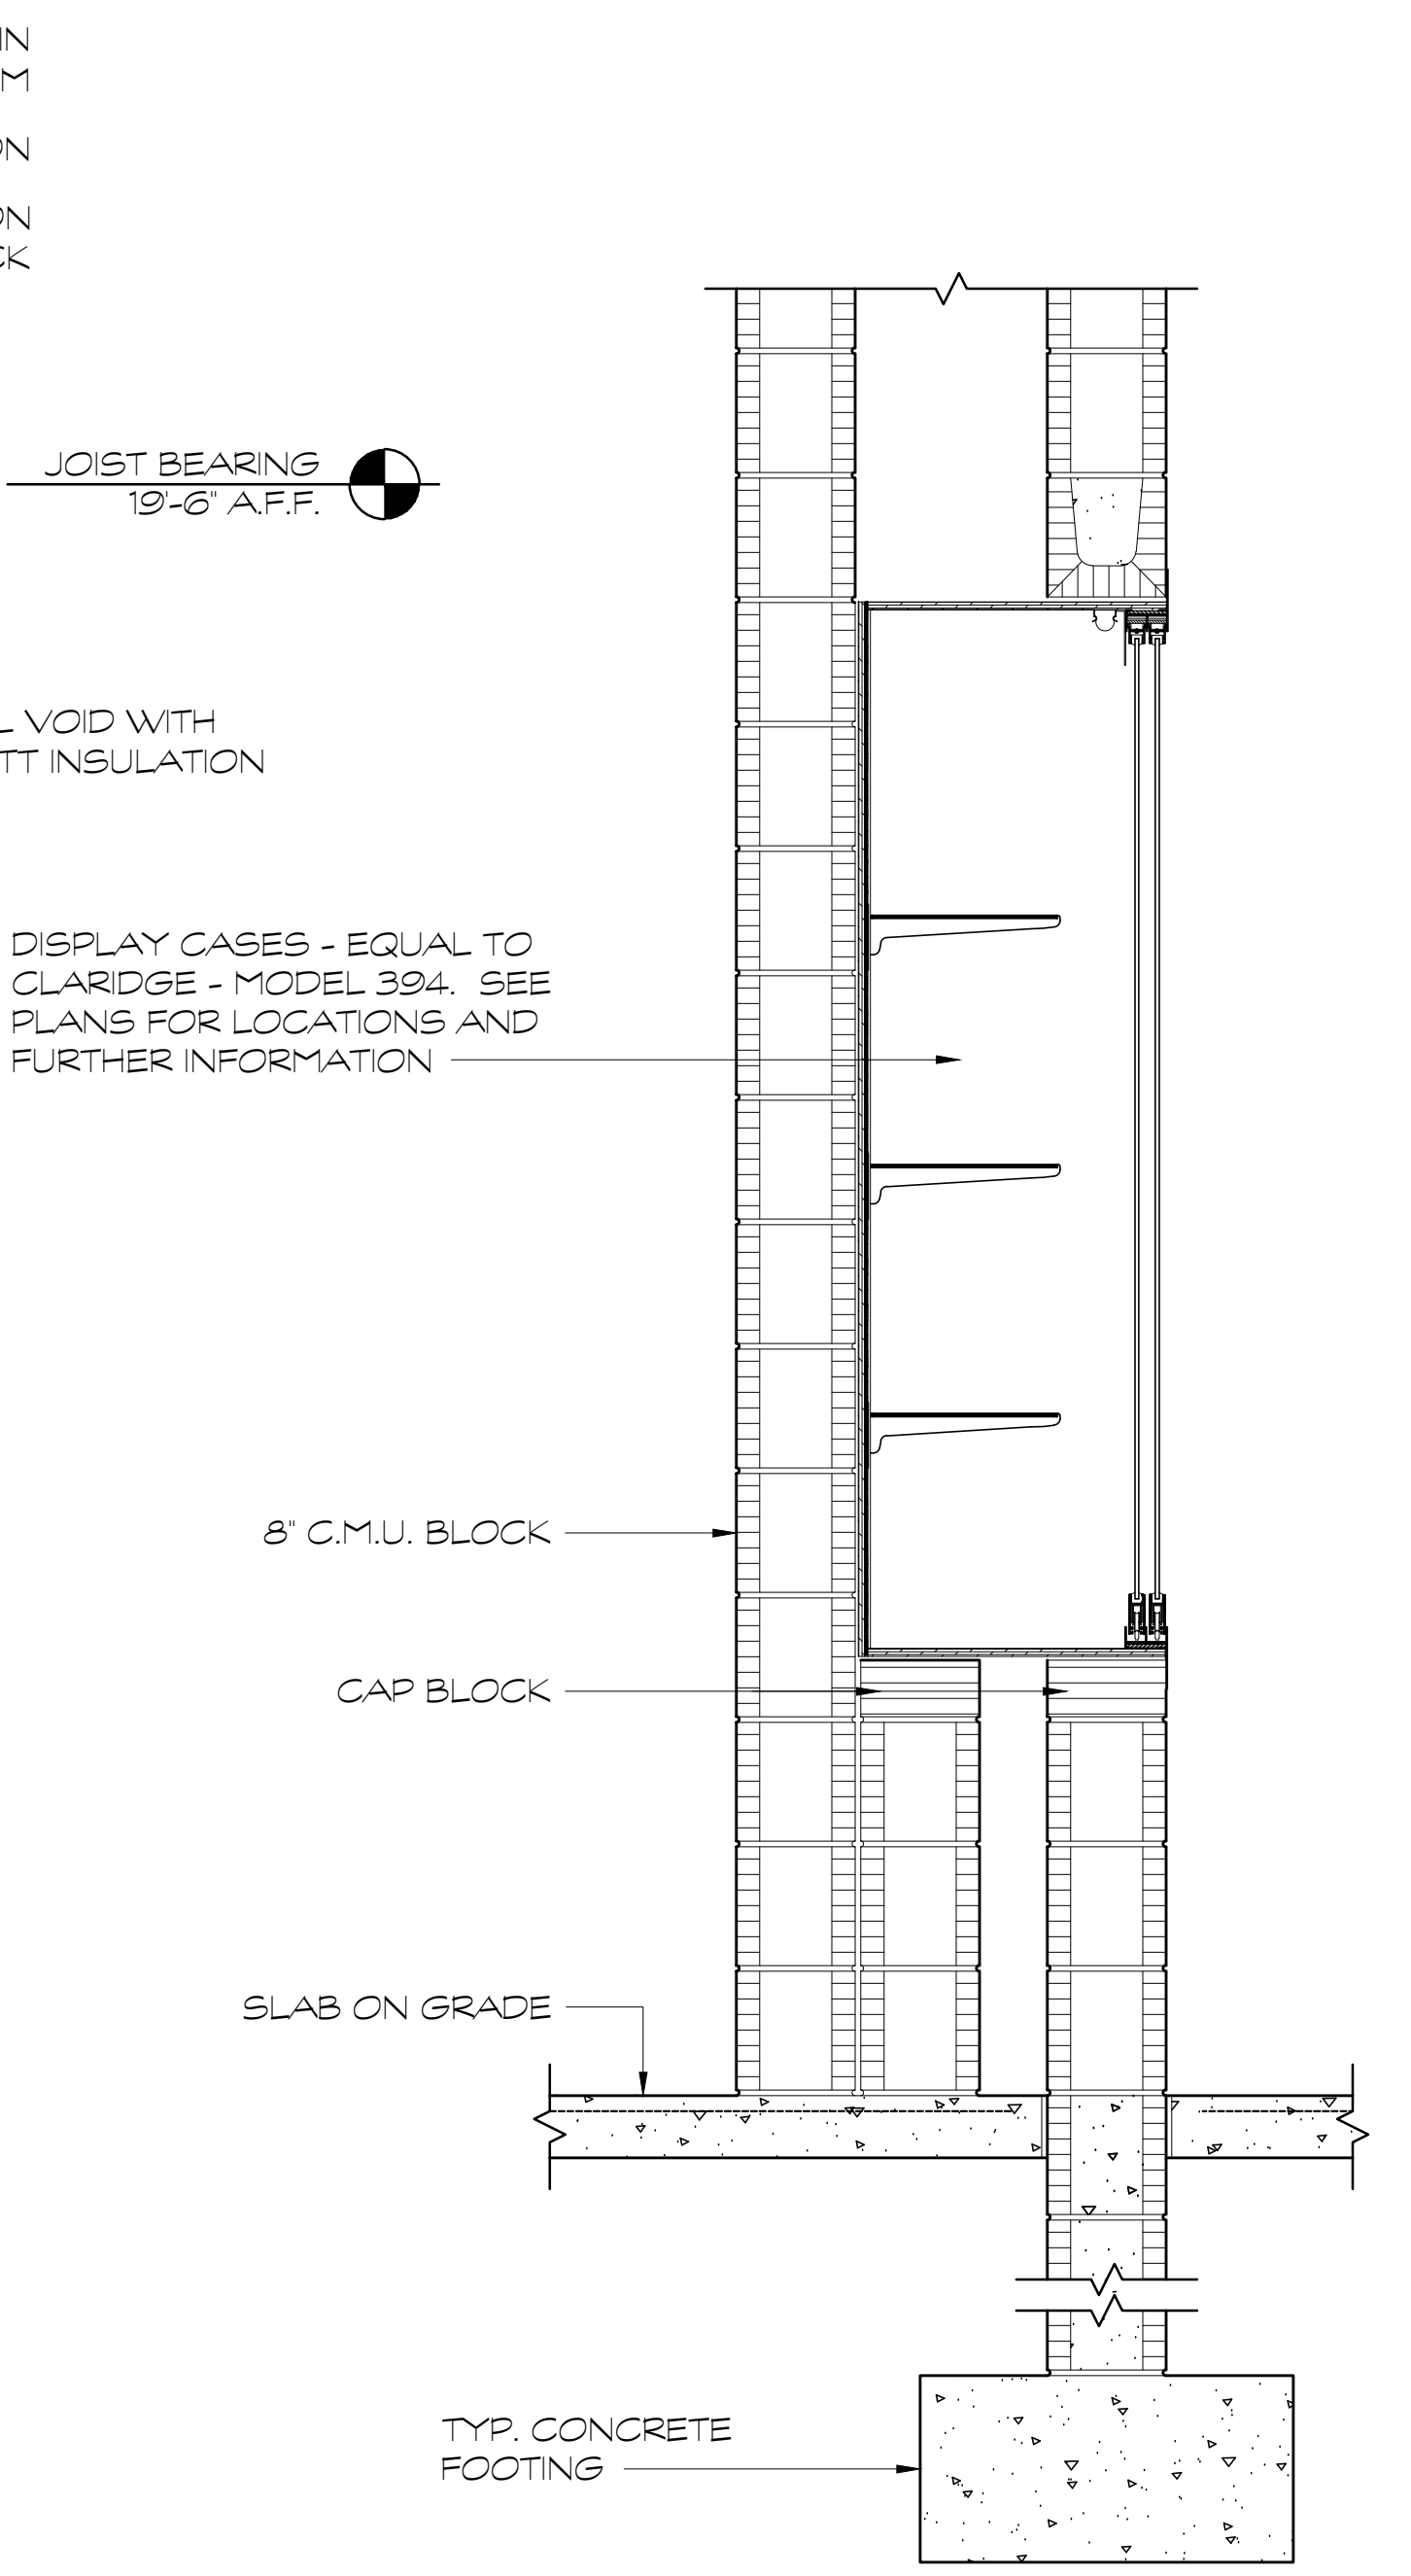 JOIST BEARING
19'-6" A.F.F.
VOID WITH
INSULATION
DISPLAY CASES - EQUAL TO
CLARIDGE - MODEL 394. SEE
PLANS FOR LOCATIONS AND
FURTHER INFORMATION
8" C.M.U. BLOCK
CAP BLOCK
SLAB ON GRADE
TYP. CONCRETE
FOOTING